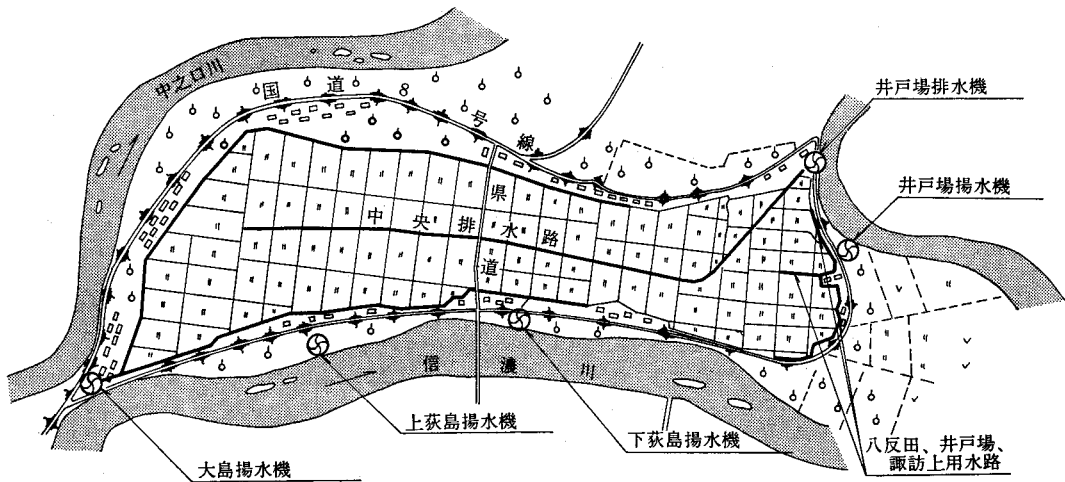 中之口川
国道8号線
井戸場排水機
井戸場揚水機
県道
中央排水路
信濃川
上荻島揚水機
下荻島揚水機
八反田、井戸場、
諏訪上用水路
大島揚水機